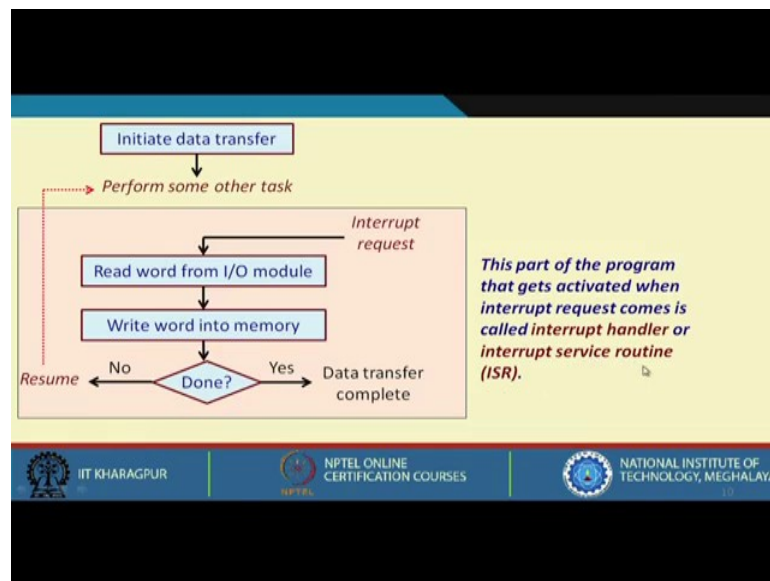 Initiate data transfer
Perform some other task
Interrupt
request
Read word from I/O module
Write word into memory
No
Done?
Yes
Resume
Data transfer
complete
This part of the program
that gets activated when
interrupt request comes is
called interrupt handler or
interrupt service routine
(ISR).
IIT KHARAGPUR
NPTEL
NPTEL ONLINE
CERTIFICATION COURSES
NATIONAL INSTITUTE OF
TECHNOLOGY, MEGHALAYA
10